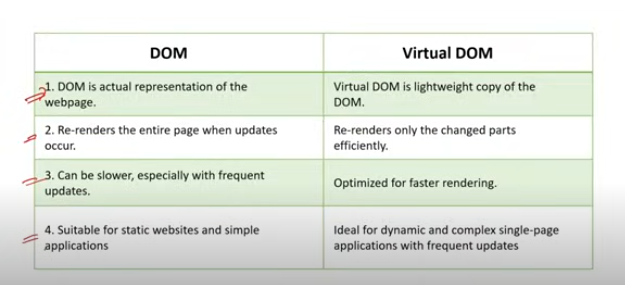 DOM
Virtual DOM
1. DOM is actual representation of the
webpage.
Virtual DOM is lightweight copy of the
DOM.
2. Re-renders the entire page when updates
occur.
Re-renders only the changed parts
efficiently.
3. Can be slower, especially with frequent
updates.
Optimized for faster rendering.
4. Suitable for static websites and simple
applications
Ideal for dynamic and complex single-page
applications with frequent updates